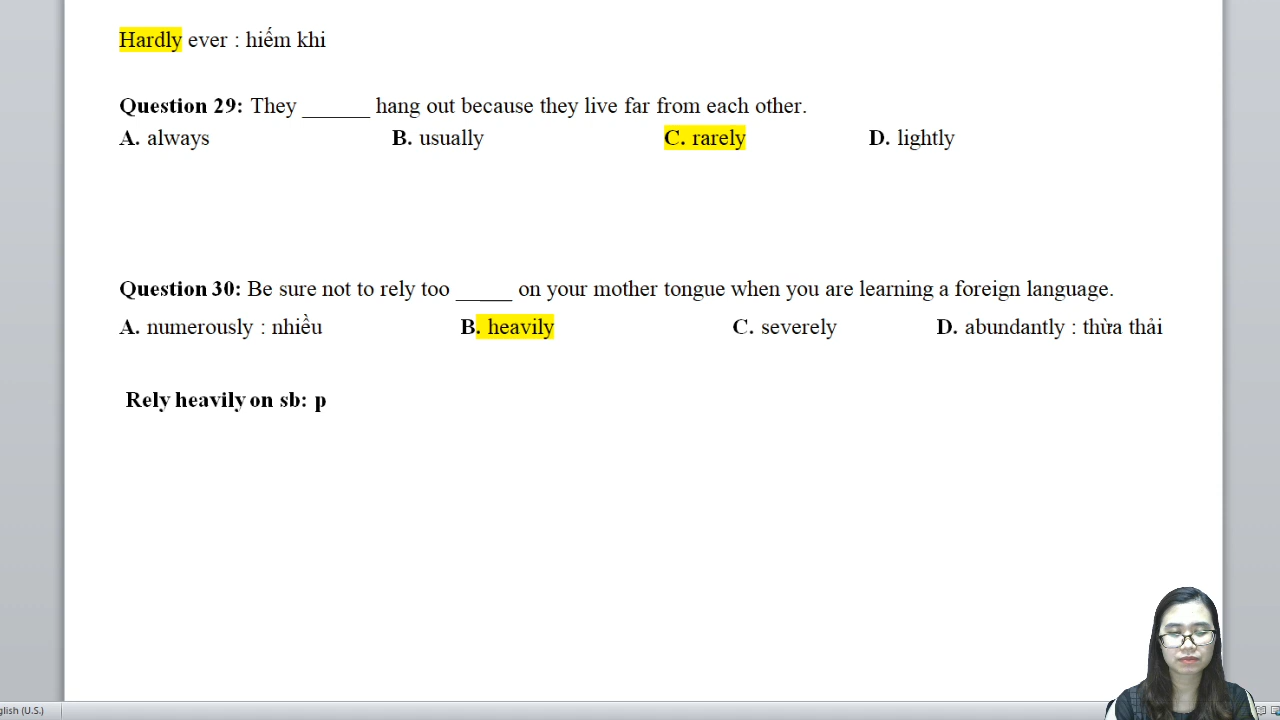 Hardly ever : hiếm khi
Question 29: They ______ hang out because they live far from each other.
A. always B. usually C. rarely D. lightly
Question 30: Be sure not to rely too _____ on your mother tongue when you are learning a foreign language.
A. numerously : nhiều B. heavily C. severely D. abundantly : thừa thải
Rely heavily on sb: p
glish (U.S.)